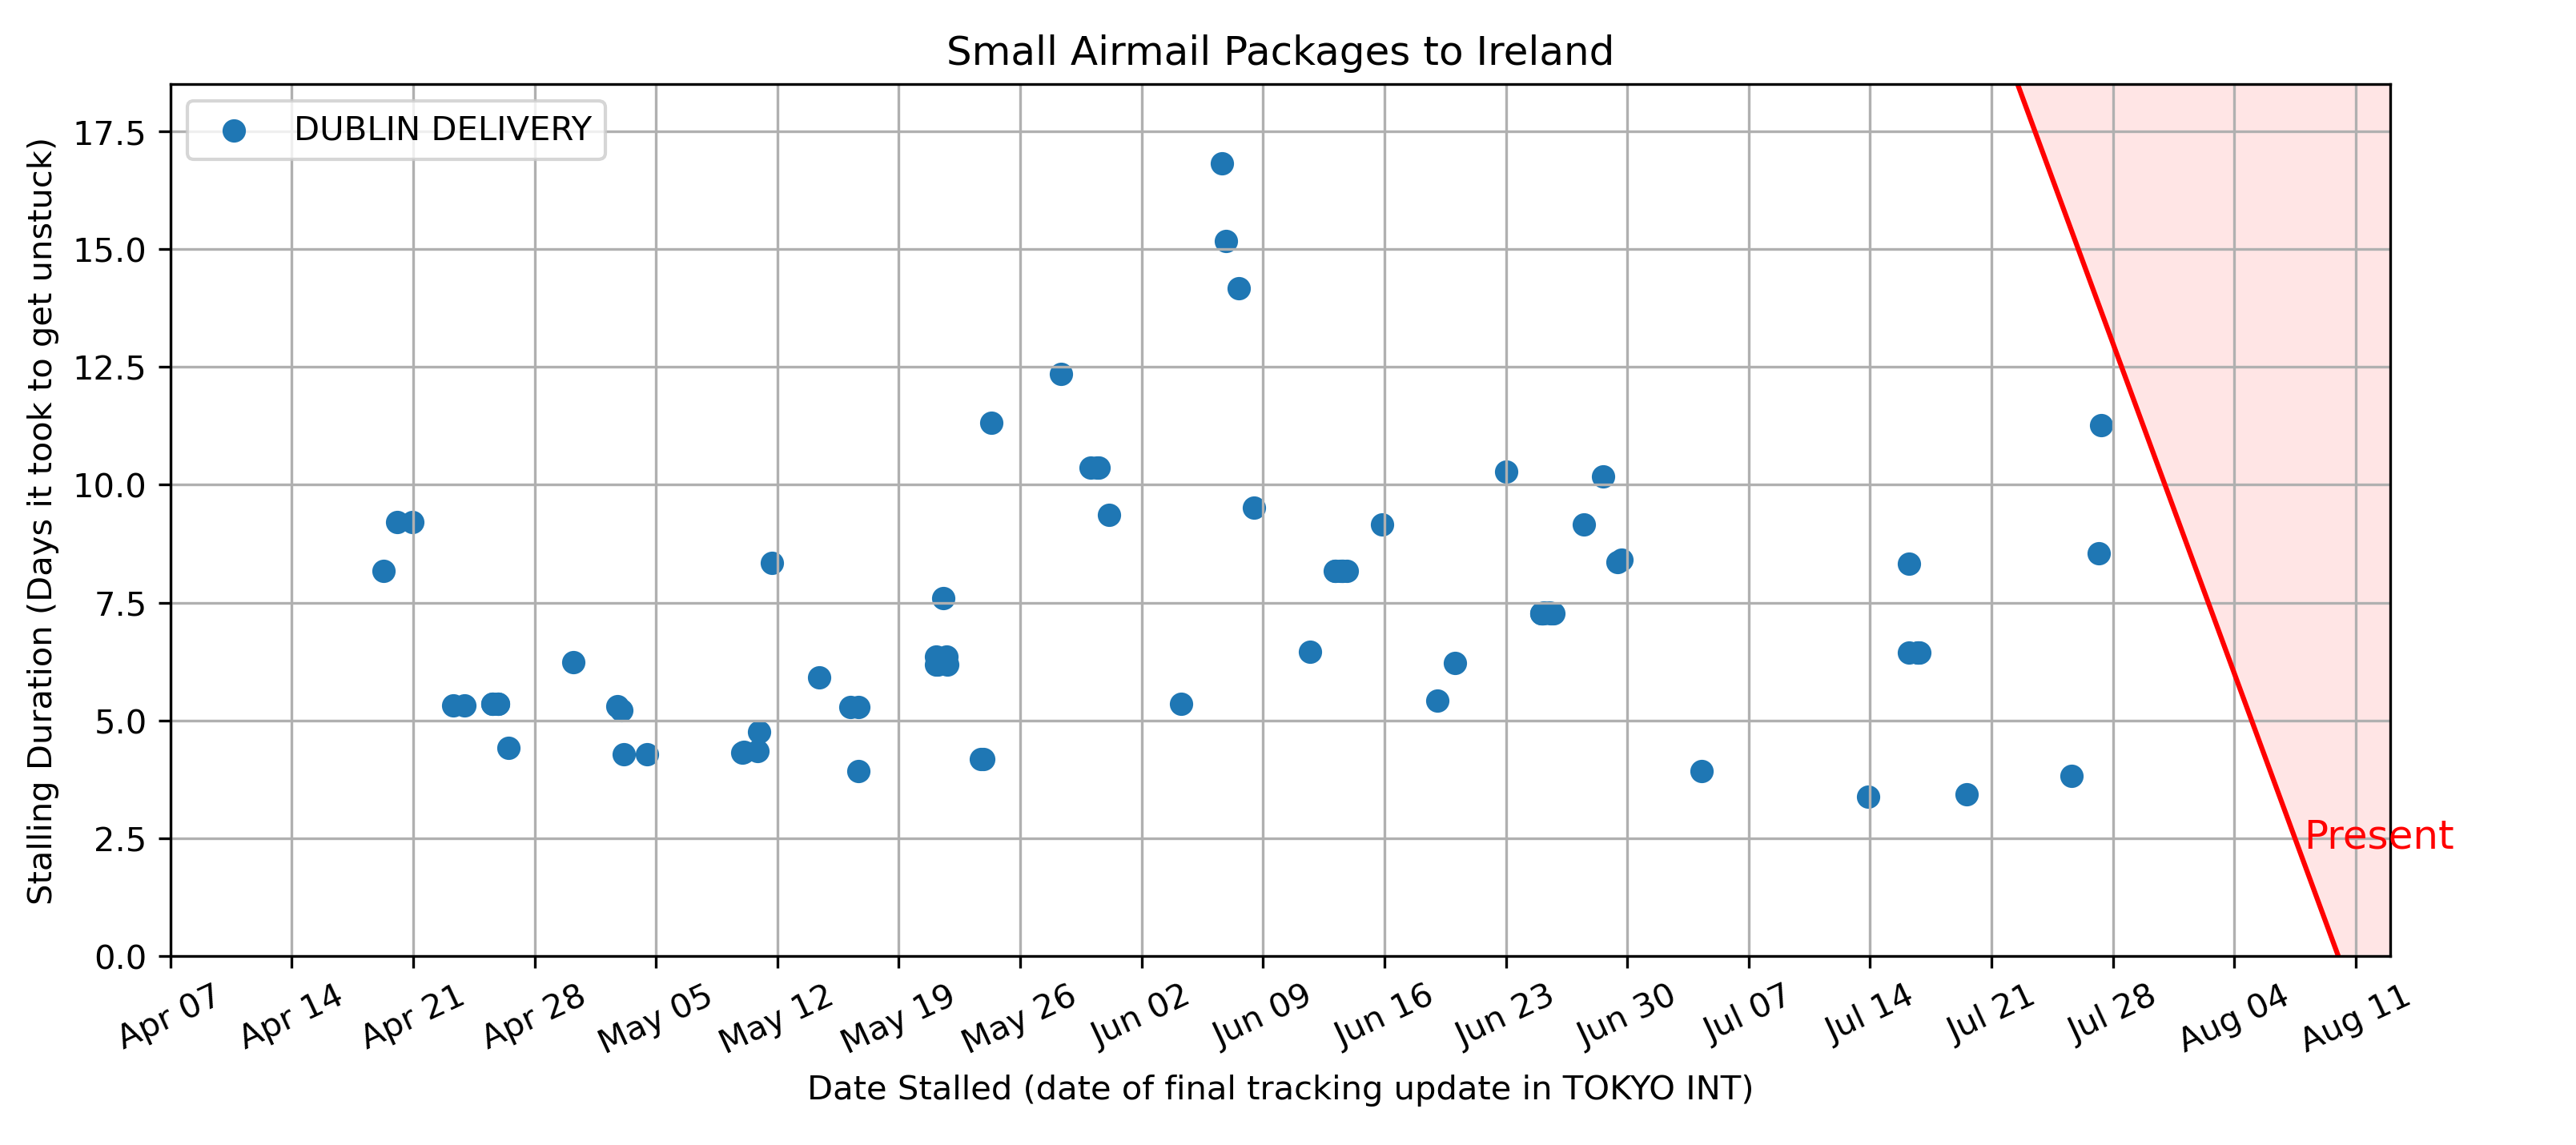 Small Airmail Packages to Ireland
DUBLIN DELIVERY
Stalling Duration (Days it took to get unstuck)
17.5
15.0
12.5
10.0
7.5
5.0
2.5
0.0
Present
Apr 07
Apr 14
Apr 21
Apr 28
May 05
May 12
May 19
May 26
Jun 02
Jun 09
Jun 16
Jun 23
Jun 30
Jul 07
Jul 14
Jul 21
Jul 28
Aug 04
Aug 11
Date Stalled (date of final tracking update in TOKYO INT)